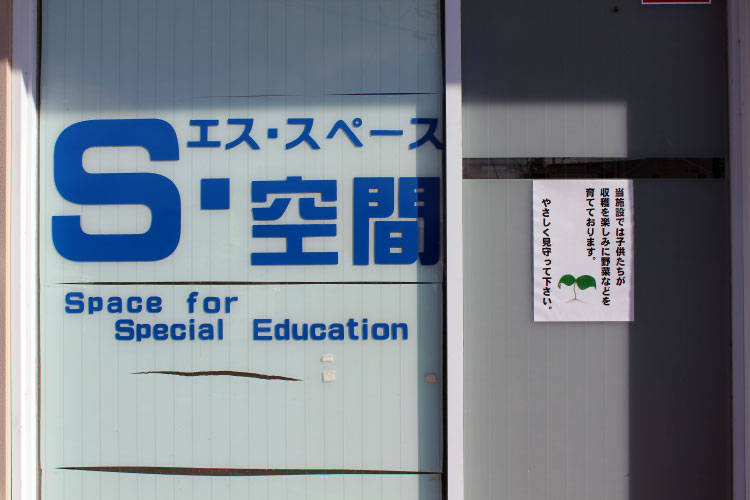 エス・スペース
S・空間
Space for
Special Education
当施設では子供たちが
収穫を楽しみに野菜などを
育てております。
やさしく見守って下さい。